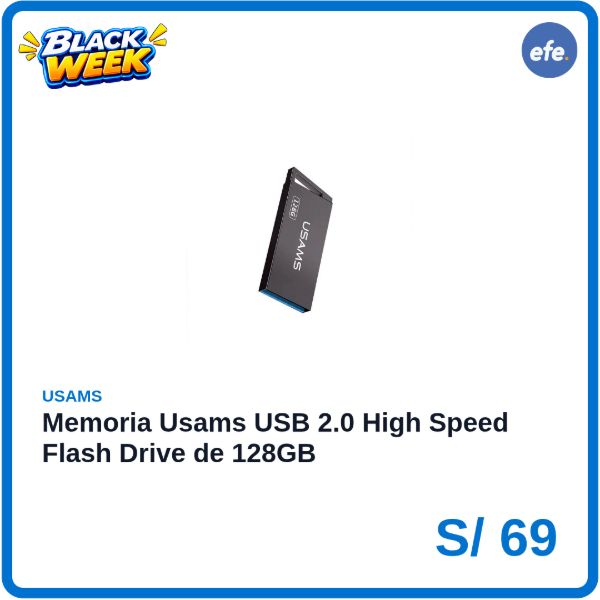 BLACK
WEEK
efe.
128G
USAMS
USAMS
Memoria Usams USB 2.0 High Speed
Flash Drive de 128GB
S/ 69